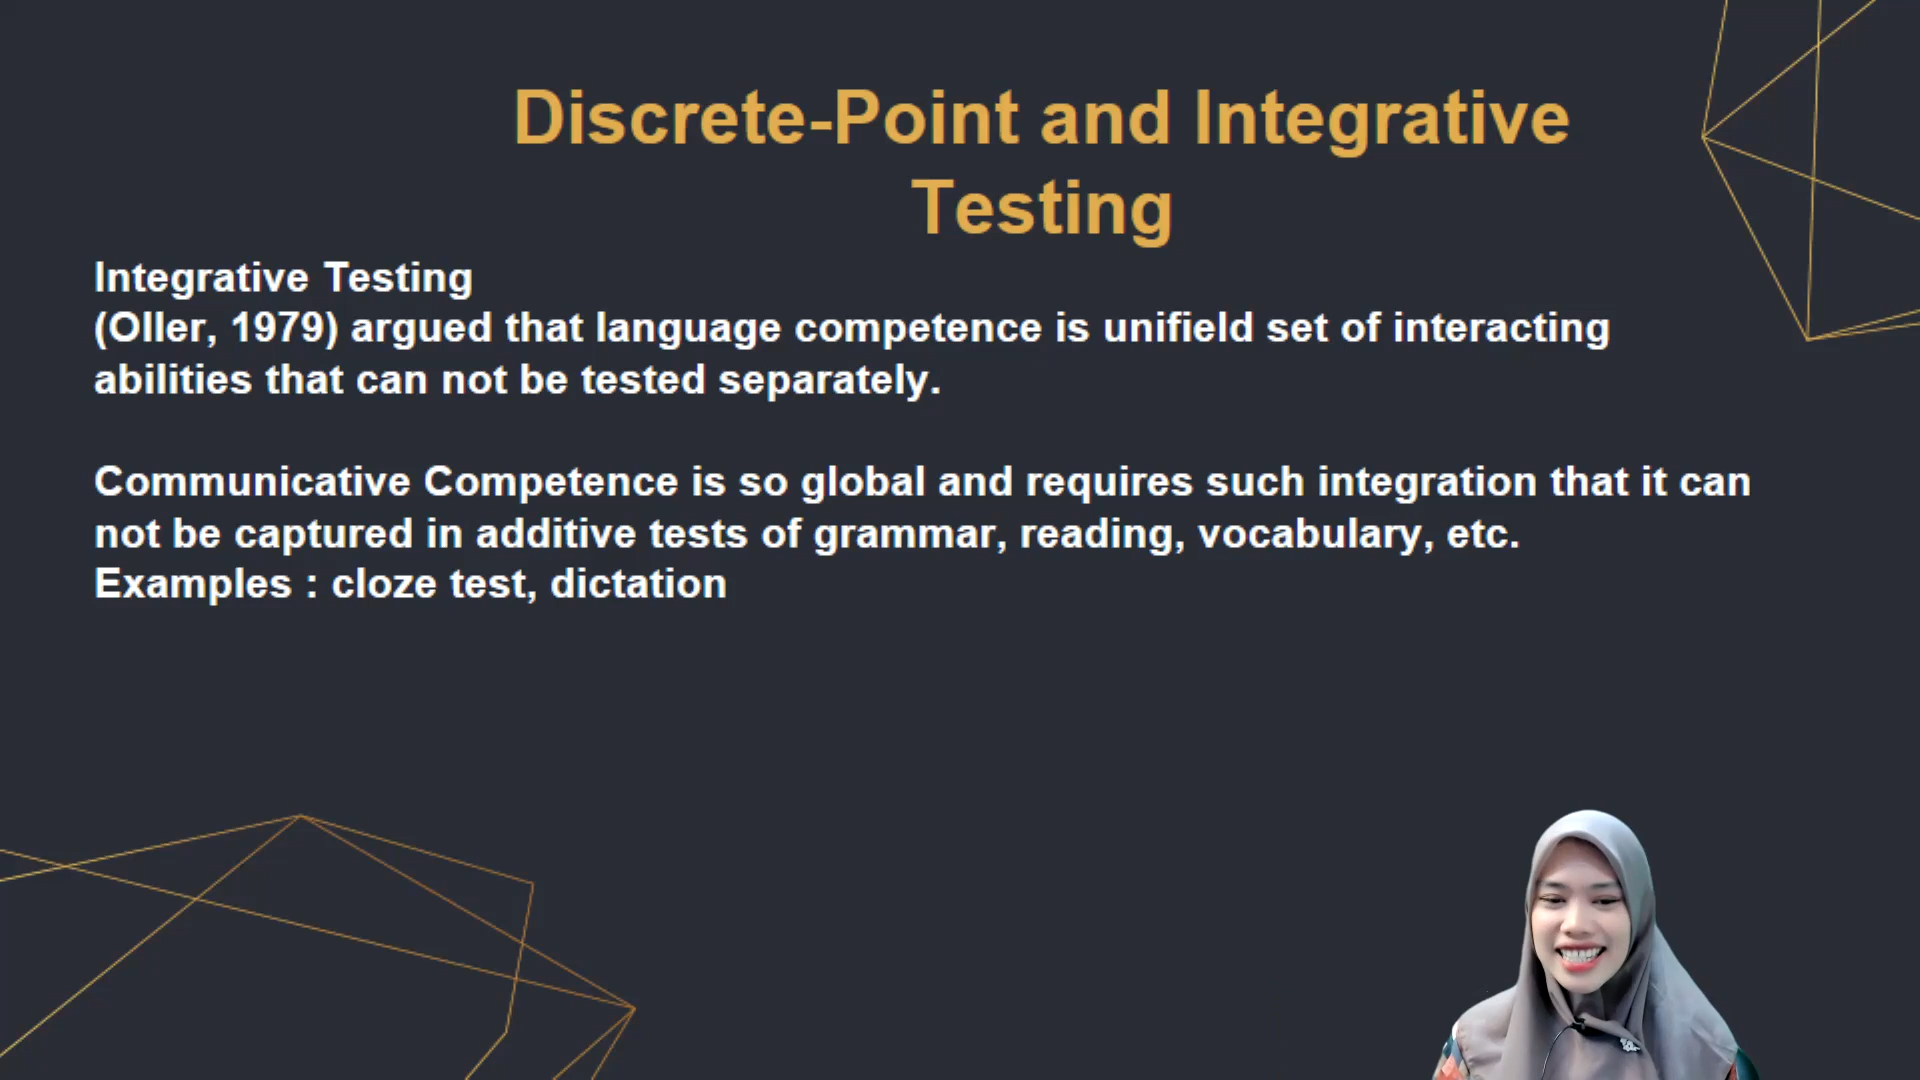 Discrete-Point and Integrative
Testing
Integrative Testing
(Oller, 1979) argued that language competence is unifield set of interacting
abilities that can not be tested separately.
Communicative Competence is so global and requires such integration that it can
not be captured in additive tests of grammar, reading, vocabulary, etc.
Examples : cloze test, dictation